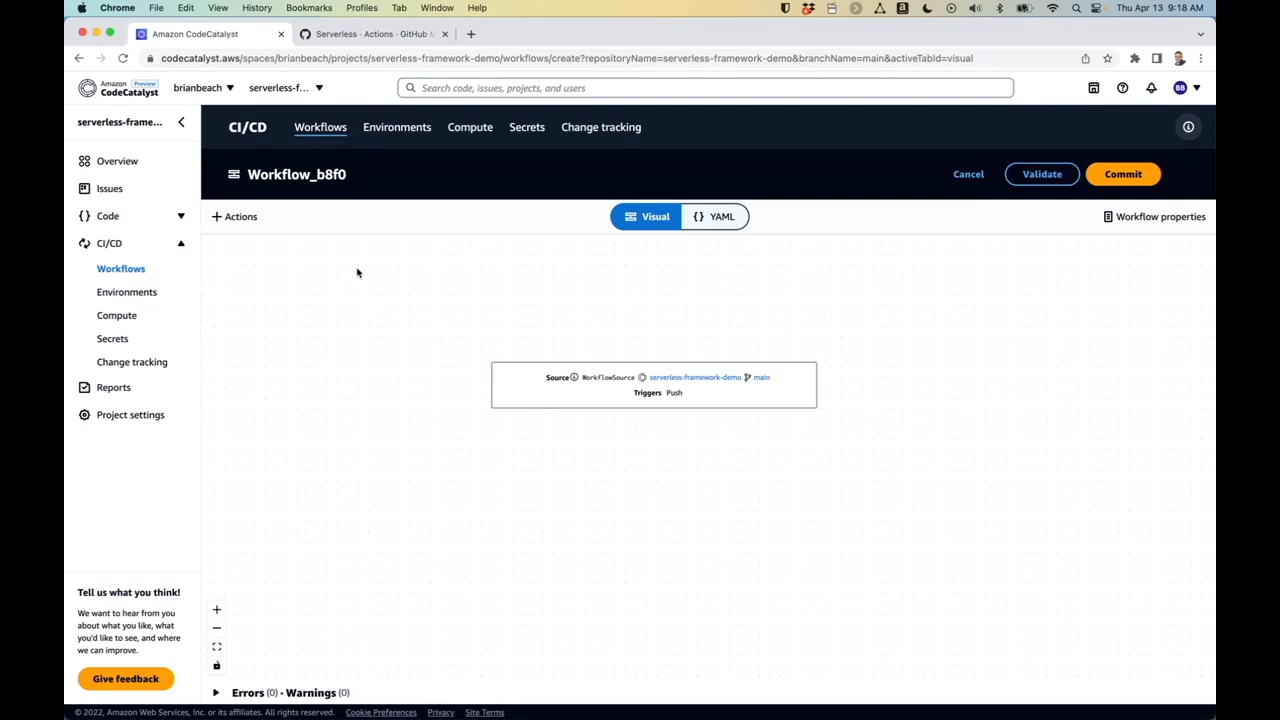 Chrome File Edit View History Bookmarks Profiles Tab Window Help Thu Apr 13 9:18 AM
Amazon CodeCatalyst Serverless · Actions · GitHub M
codecatalyst.aws/spaces/brianbeach/projects/serverless-framework-demo/workflows/create?repositoryName=serverless-framework-demo&branchName=main&activeTabId=visual
Amazon Preview
CodeCatalyst
brianbeach serverless-f... Search code, issues, projects, and users BB
serverless-frame...
CI/CD Workflows Environments Compute Secrets Change tracking
Overview
Issues
Code
CI/CD
Workflows
Environments
Compute
Secrets
Change tracking
Reports
Project settings
Workflow_b8f0 Cancel Validate Commit
Actions Visual {} YAML Workflow properties
Source WorkflowSource serverless-framework-demo main
Triggers Push
Tell us what you think!
We want to hear from you
about what you like, what
you'd like to see, and where
we can improve.
Give feedback
Errors (0) - Warnings (0)
© 2022, Amazon Web Services, Inc. or its affiliates. All rights reserved. Cookie Preferences Privacy Site Terms